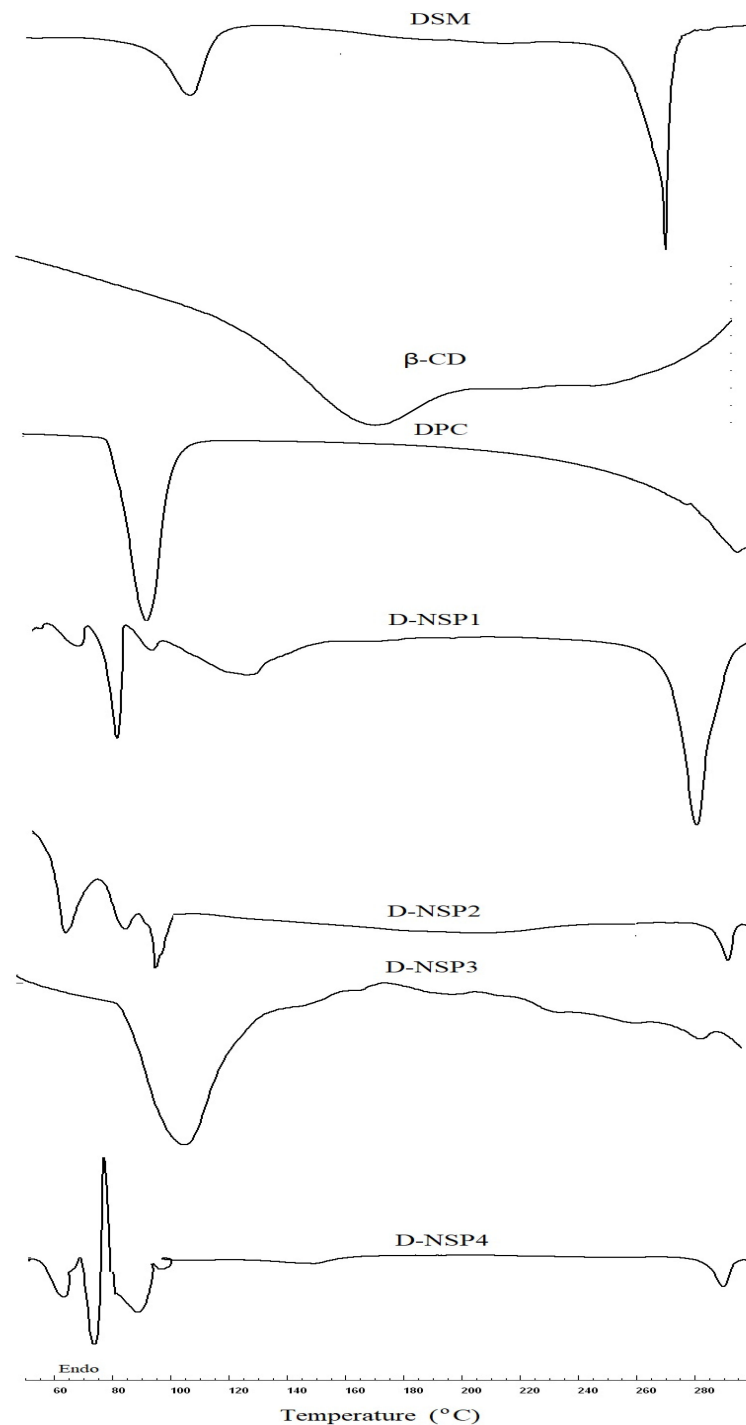 DSM
β-CD
DPC
D-NSP1
D-NSP2
D-NSP3
D-NSP4
Endo
60 80 100 120 140 160 180 200 220 240 260 280
Temperature (°C)